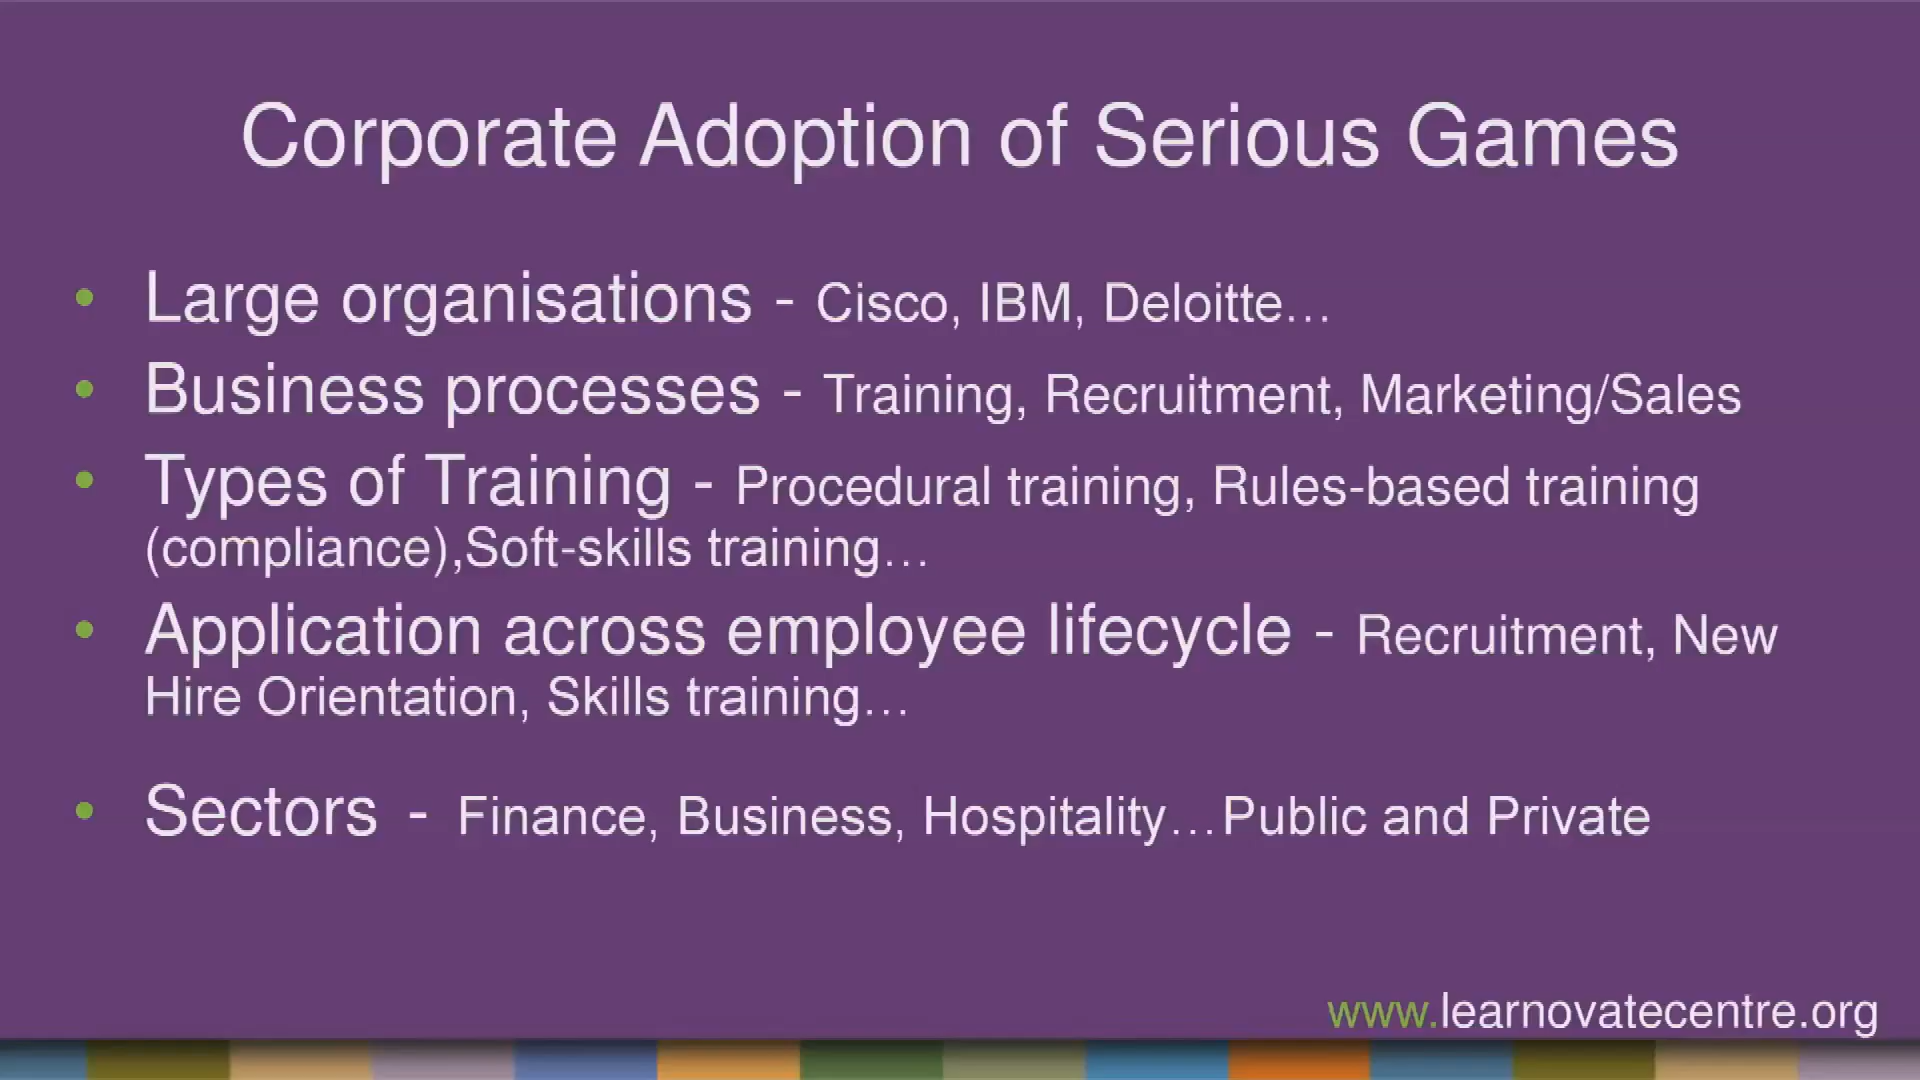 Corporate Adoption of Serious Games
• Large organisations - Cisco, IBM, Deloitte…
• Business processes - Training, Recruitment, Marketing/Sales
• Types of Training - Procedural training, Rules-based training
(compliance),Soft-skills training…
• Application across employee lifecycle - Recruitment, New
Hire Orientation, Skills training…
• Sectors - Finance, Business, Hospitality…Public and Private
www.learnovatecentre.org